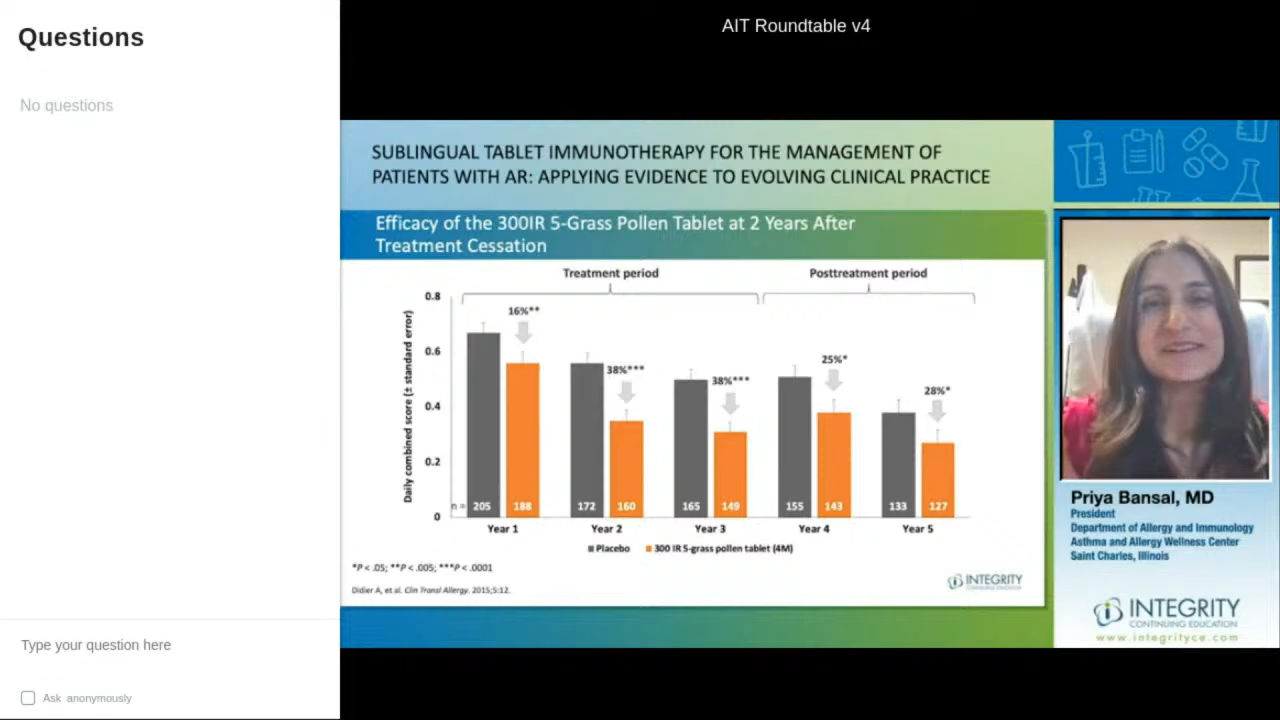 Questions
No questions
Type your question here
Ask anonymously
AIT Roundtable v4
SUBLINGUAL TABLET IMMUNOTHERAPY FOR THE MANAGEMENT OF
PATIENTS WITH AR: APPLYING EVIDENCE TO EVOLVING CLINICAL PRACTICE
Efficacy of the 300IR 5-Grass Pollen Tablet at 2 Years After
Treatment Cessation
Treatment period
Posttreatment period
Daily combined score (± standard error)
0.8
0.6
0.4
0.2
0
16%**
38%***
38%***
25%*
28%*
n = 205 188 172 160 165 149 155 143 133 127
Year 1 Year 2 Year 3 Year 4 Year 5
Placebo 300 IR 5-grass pollen tablet (4M)
*P < .05; **P < .005; ***P < .0001
Didier A, et al. Clin Transl Allergy. 2015;5:12.
INTEGRITY
CONTINUING EDUCATION
Priya Bansal, MD
President
Department of Allergy and Immunology
Asthma and Allergy Wellness Center
Saint Charles, Illinois
INTEGRITY
CONTINUING EDUCATION
www.integrityce.com